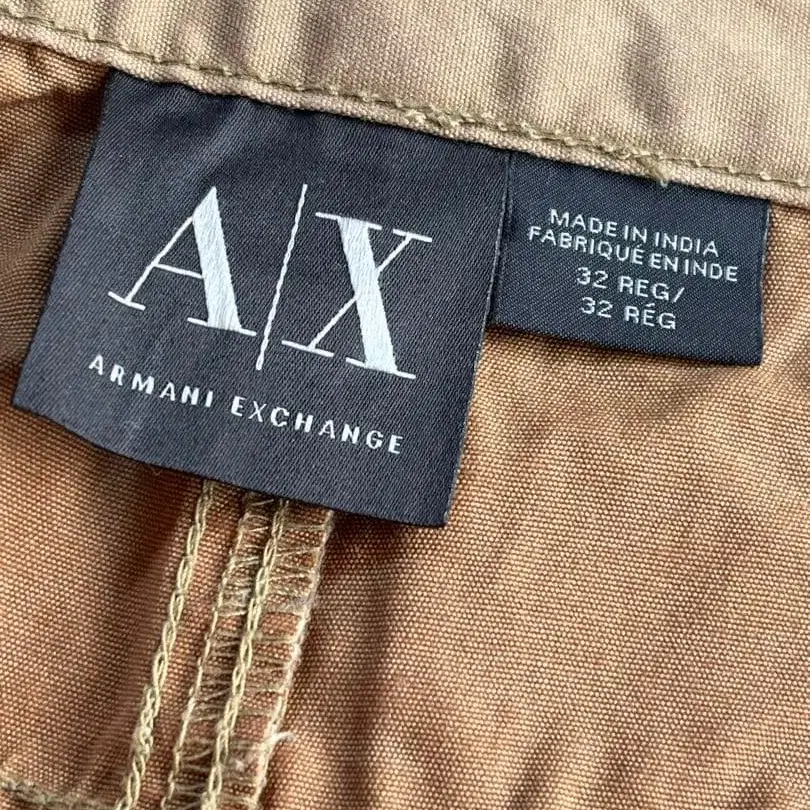 A|X
ARMANI EXCHANGE
MADE IN INDIA
FABRIQUÉ EN INDE
32 REG/
32 RÉG